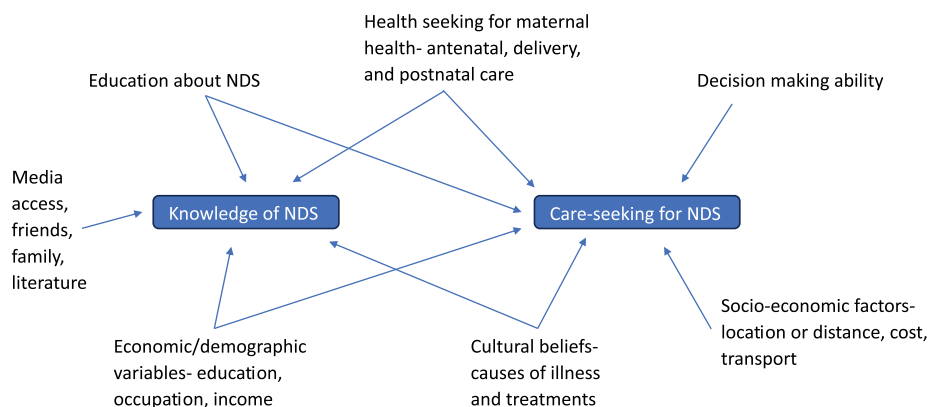 Health seeking for maternal
health- antenatal, delivery,
and postnatal care
Education about NDS
Decision making ability
Media
access,
friends,
family,
literature
Knowledge of NDS
Care-seeking for NDS
Economic/demographic
variables- education,
occupation, income
Cultural beliefs-
causes of illness
and treatments
Socio-economic factors-
location or distance, cost,
transport